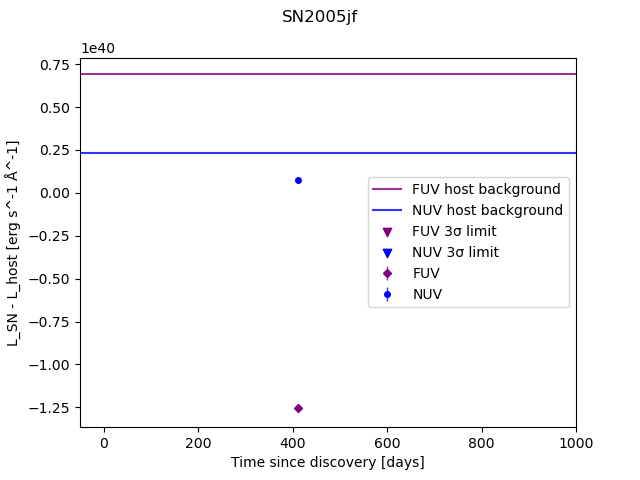 SN2005jf
1e40
L_SN - L_host [erg s^-1 Å^-1]
0.75
0.50
0.25
0.00
−0.25
−0.50
−0.75
−1.00
−1.25
FUV host background
NUV host background
FUV 3σ limit
NUV 3σ limit
FUV
NUV
0 200 400 600 800 1000
Time since discovery [days]